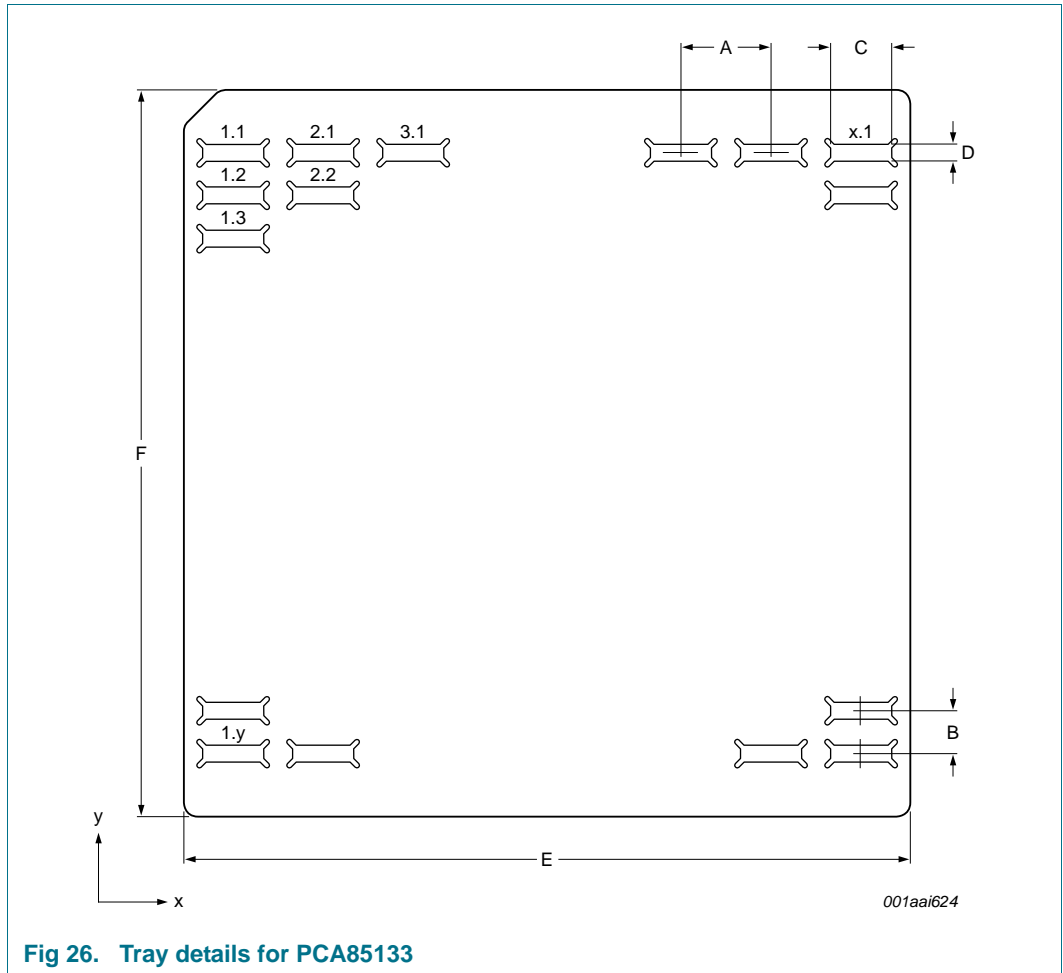 A
C
1.1
2.1
3.1
x.1
D
1.2
2.2
1.3
F
1.y
B
y
E
x
001aai624
Fig 26. Tray details for PCA85133